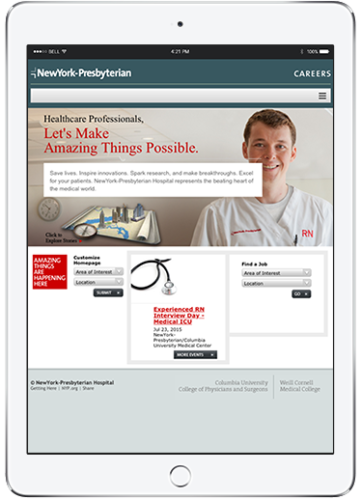 BELL 4:21 PM 100%
NewYork-Presbyterian CAREERS
Healthcare Professionals,
Let's Make
Amazing Things Possible.
Save lives. Inspire innovations. Spark research, and make breakthroughs. Excel
for your patients. NewYork-Presbyterian Hospital represents the beating heart of
the medical world.
RN
Click to
Explore Stories
AMAZING
THINGS
ARE
HAPPENING
HERE
Customize
Homepage
Area of Interest
Location
SUBMIT
Experienced RN
Interview Day -
Medical ICU
Jul 23, 2015
NewYork-
Presbyterian/Columbia
University Medical Center
MORE EVENTS
Find a Job
Area of Interest
Location
GO
© NewYork-Presbyterian Hospital
Getting Here | NYP.org | Share
Columbia University
College of Physicians and Surgeons
Weill Cornell
Medical College